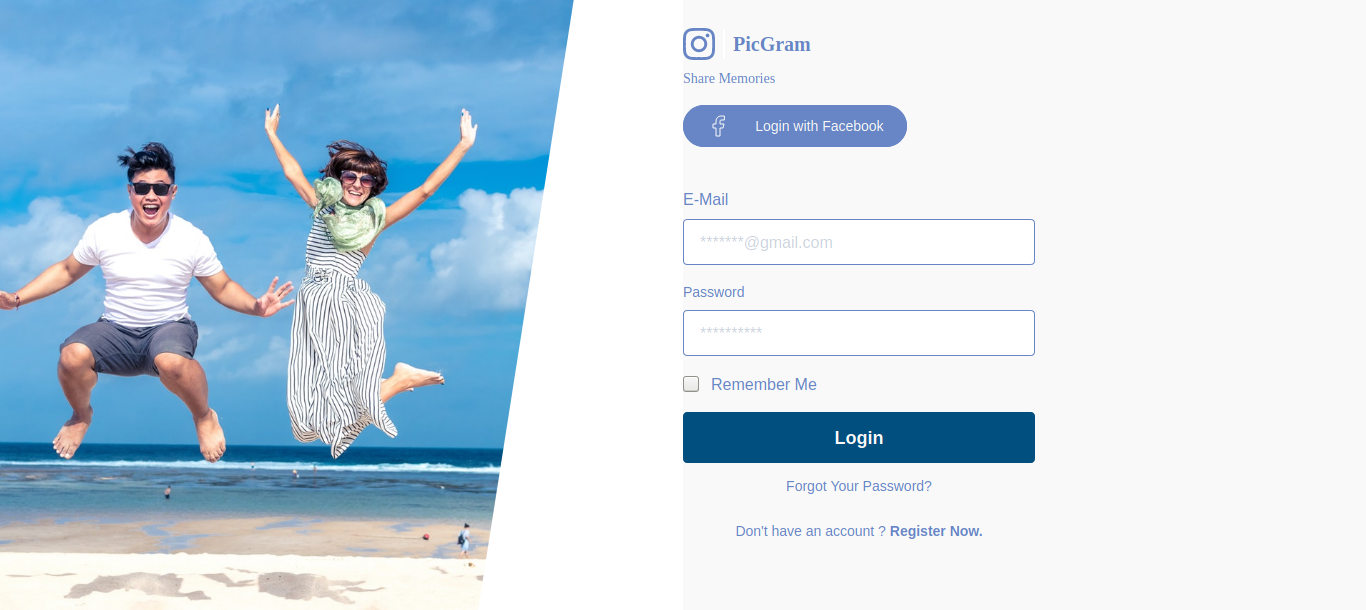 PicGram
Share Memories
Login with Facebook
E-Mail
*******@gmail.com
Password
**********
Remember Me
Login
Forgot Your Password?
Don't have an account ? Register Now.